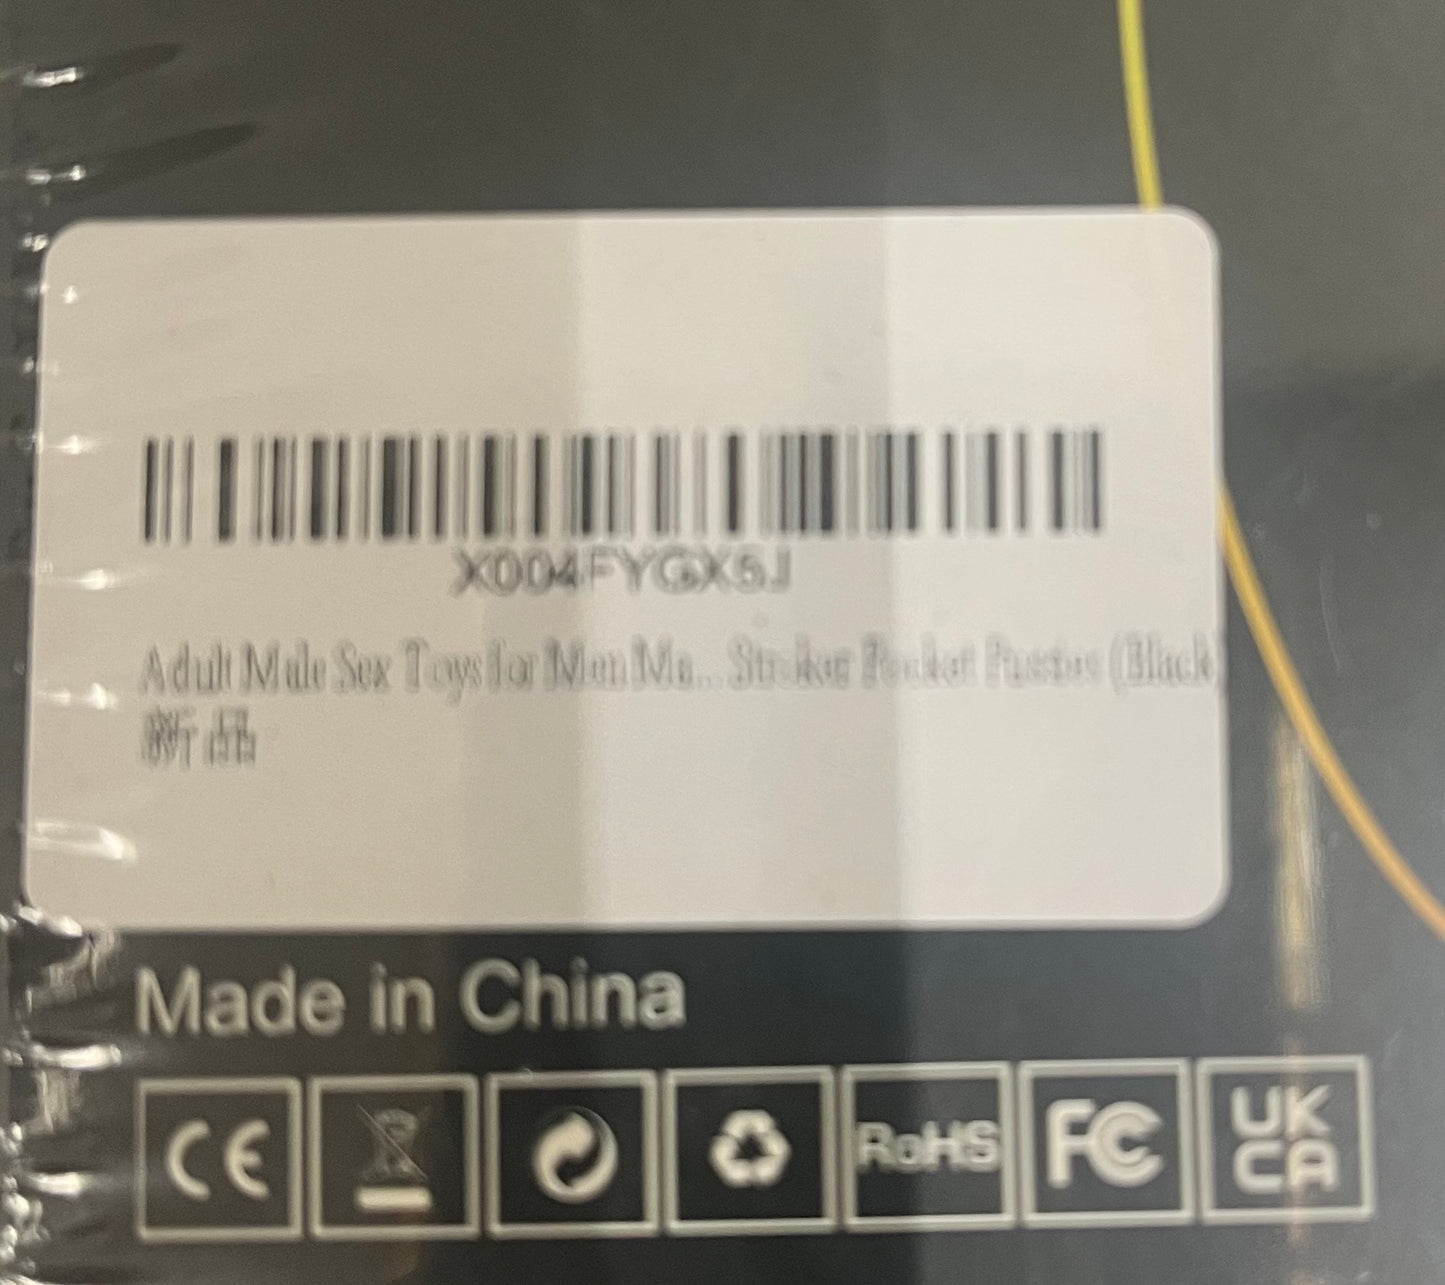 X004FYGX5J
Adult Male Sex Toys for Men Ma... Stroker Pocket Pussies (Black)
新品
Made in China
CE
RoHS
FC
UK
CA